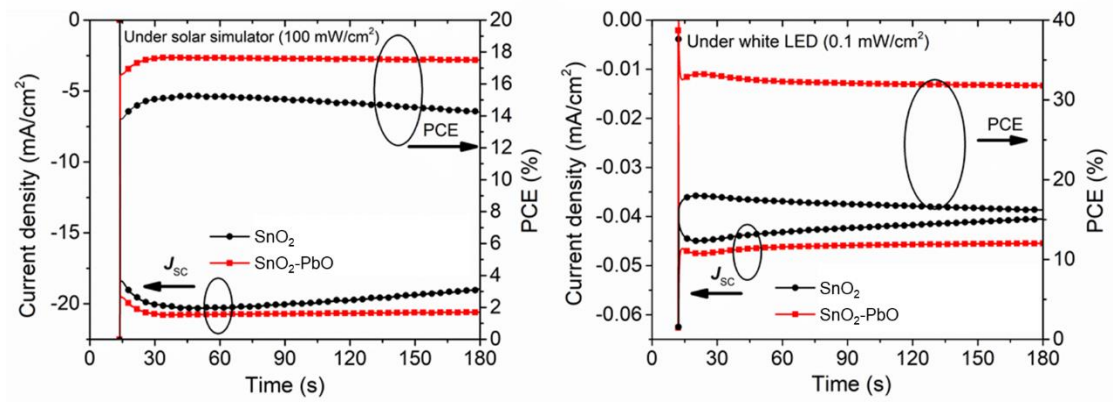 Under solar simulator (100 mW/cm²)
Current density (mA/cm²)
0
-5
-10
-15
-20
PCE
SnO₂
SnO₂-PbO
J_SC
20
18
16
14
12
10
8
6
4
2
0
PCE (%)
0 30 60 90 120 150 180
Time (s)
Under white LED (0.1 mW/cm²)
Current density (mA/cm²)
0.00
-0.01
-0.02
-0.03
-0.04
-0.05
-0.06
PCE
J_SC
SnO₂
SnO₂-PbO
40
30
20
10
0
PCE (%)
0 30 60 90 120 150 180
Time (s)